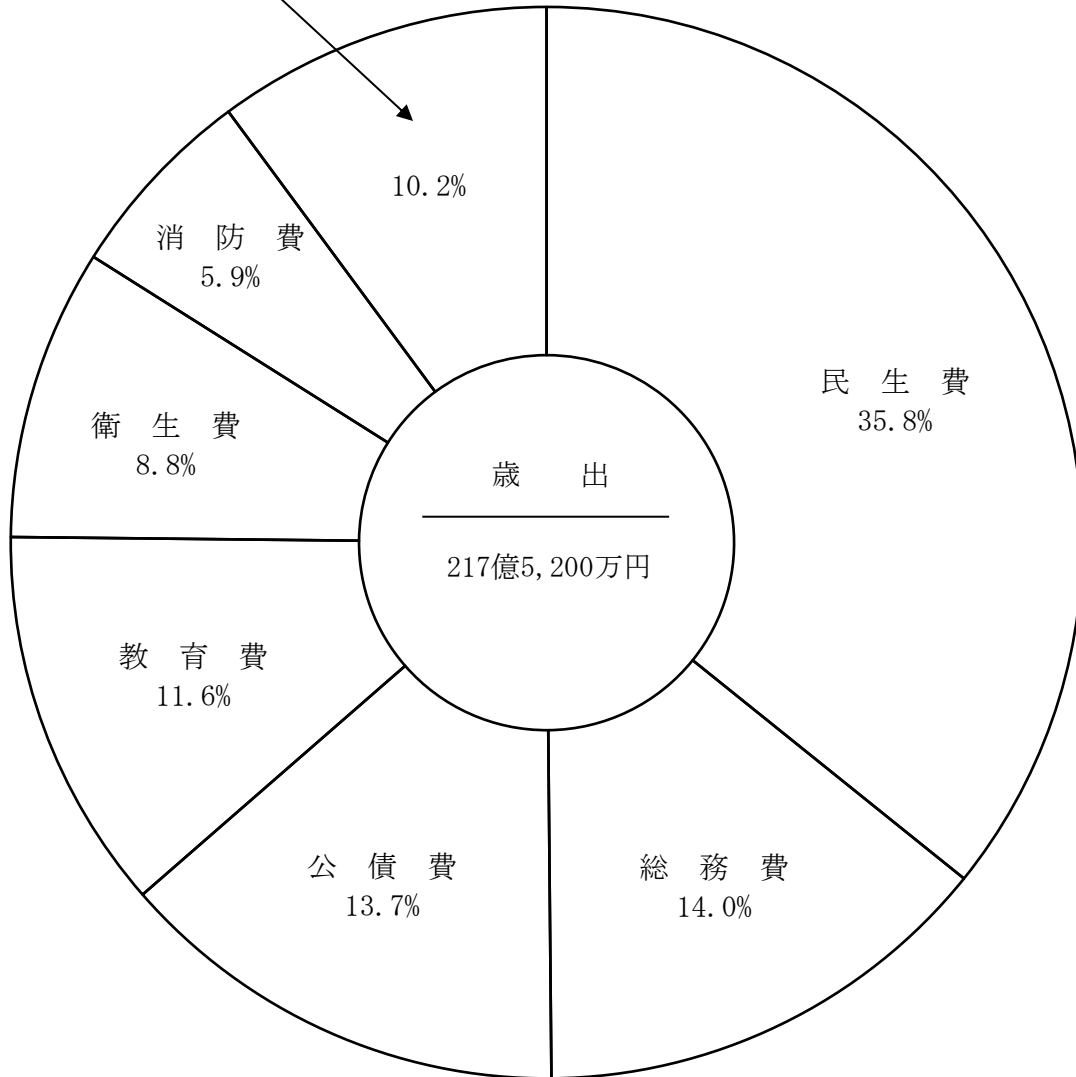 10.2%
消 防 費
5.9%
民 生 費
35.8%
衛 生 費
8.8%
歳 出
217億5,200万円
教 育 費
11.6%
公 債 費
13.7%
総 務 費
14.0%